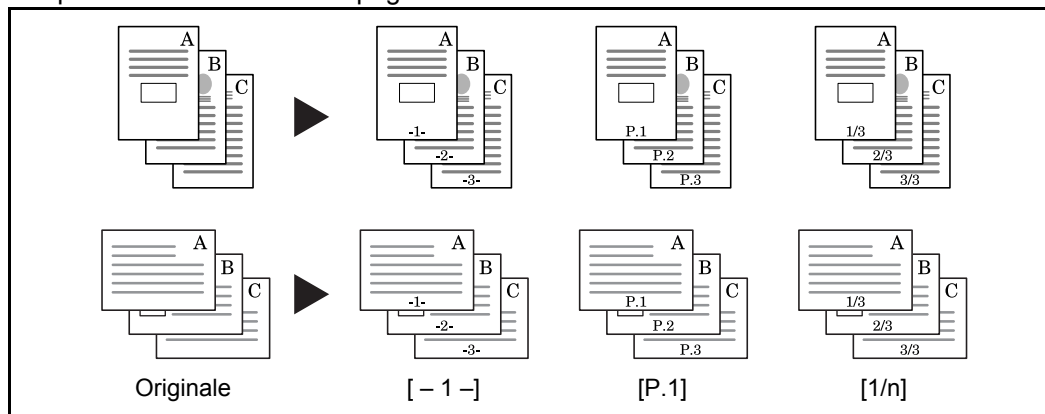 A B C A B C A B C A B C
-1- P.1 1/3
-2- P.2 2/3
-3- P.3 3/3
A B C A B C A B C A B C
-1- P.1 1/3
-2- P.2 2/3
-3- P.3 3/3
Originale [ – 1 –] [P.1] [1/n]